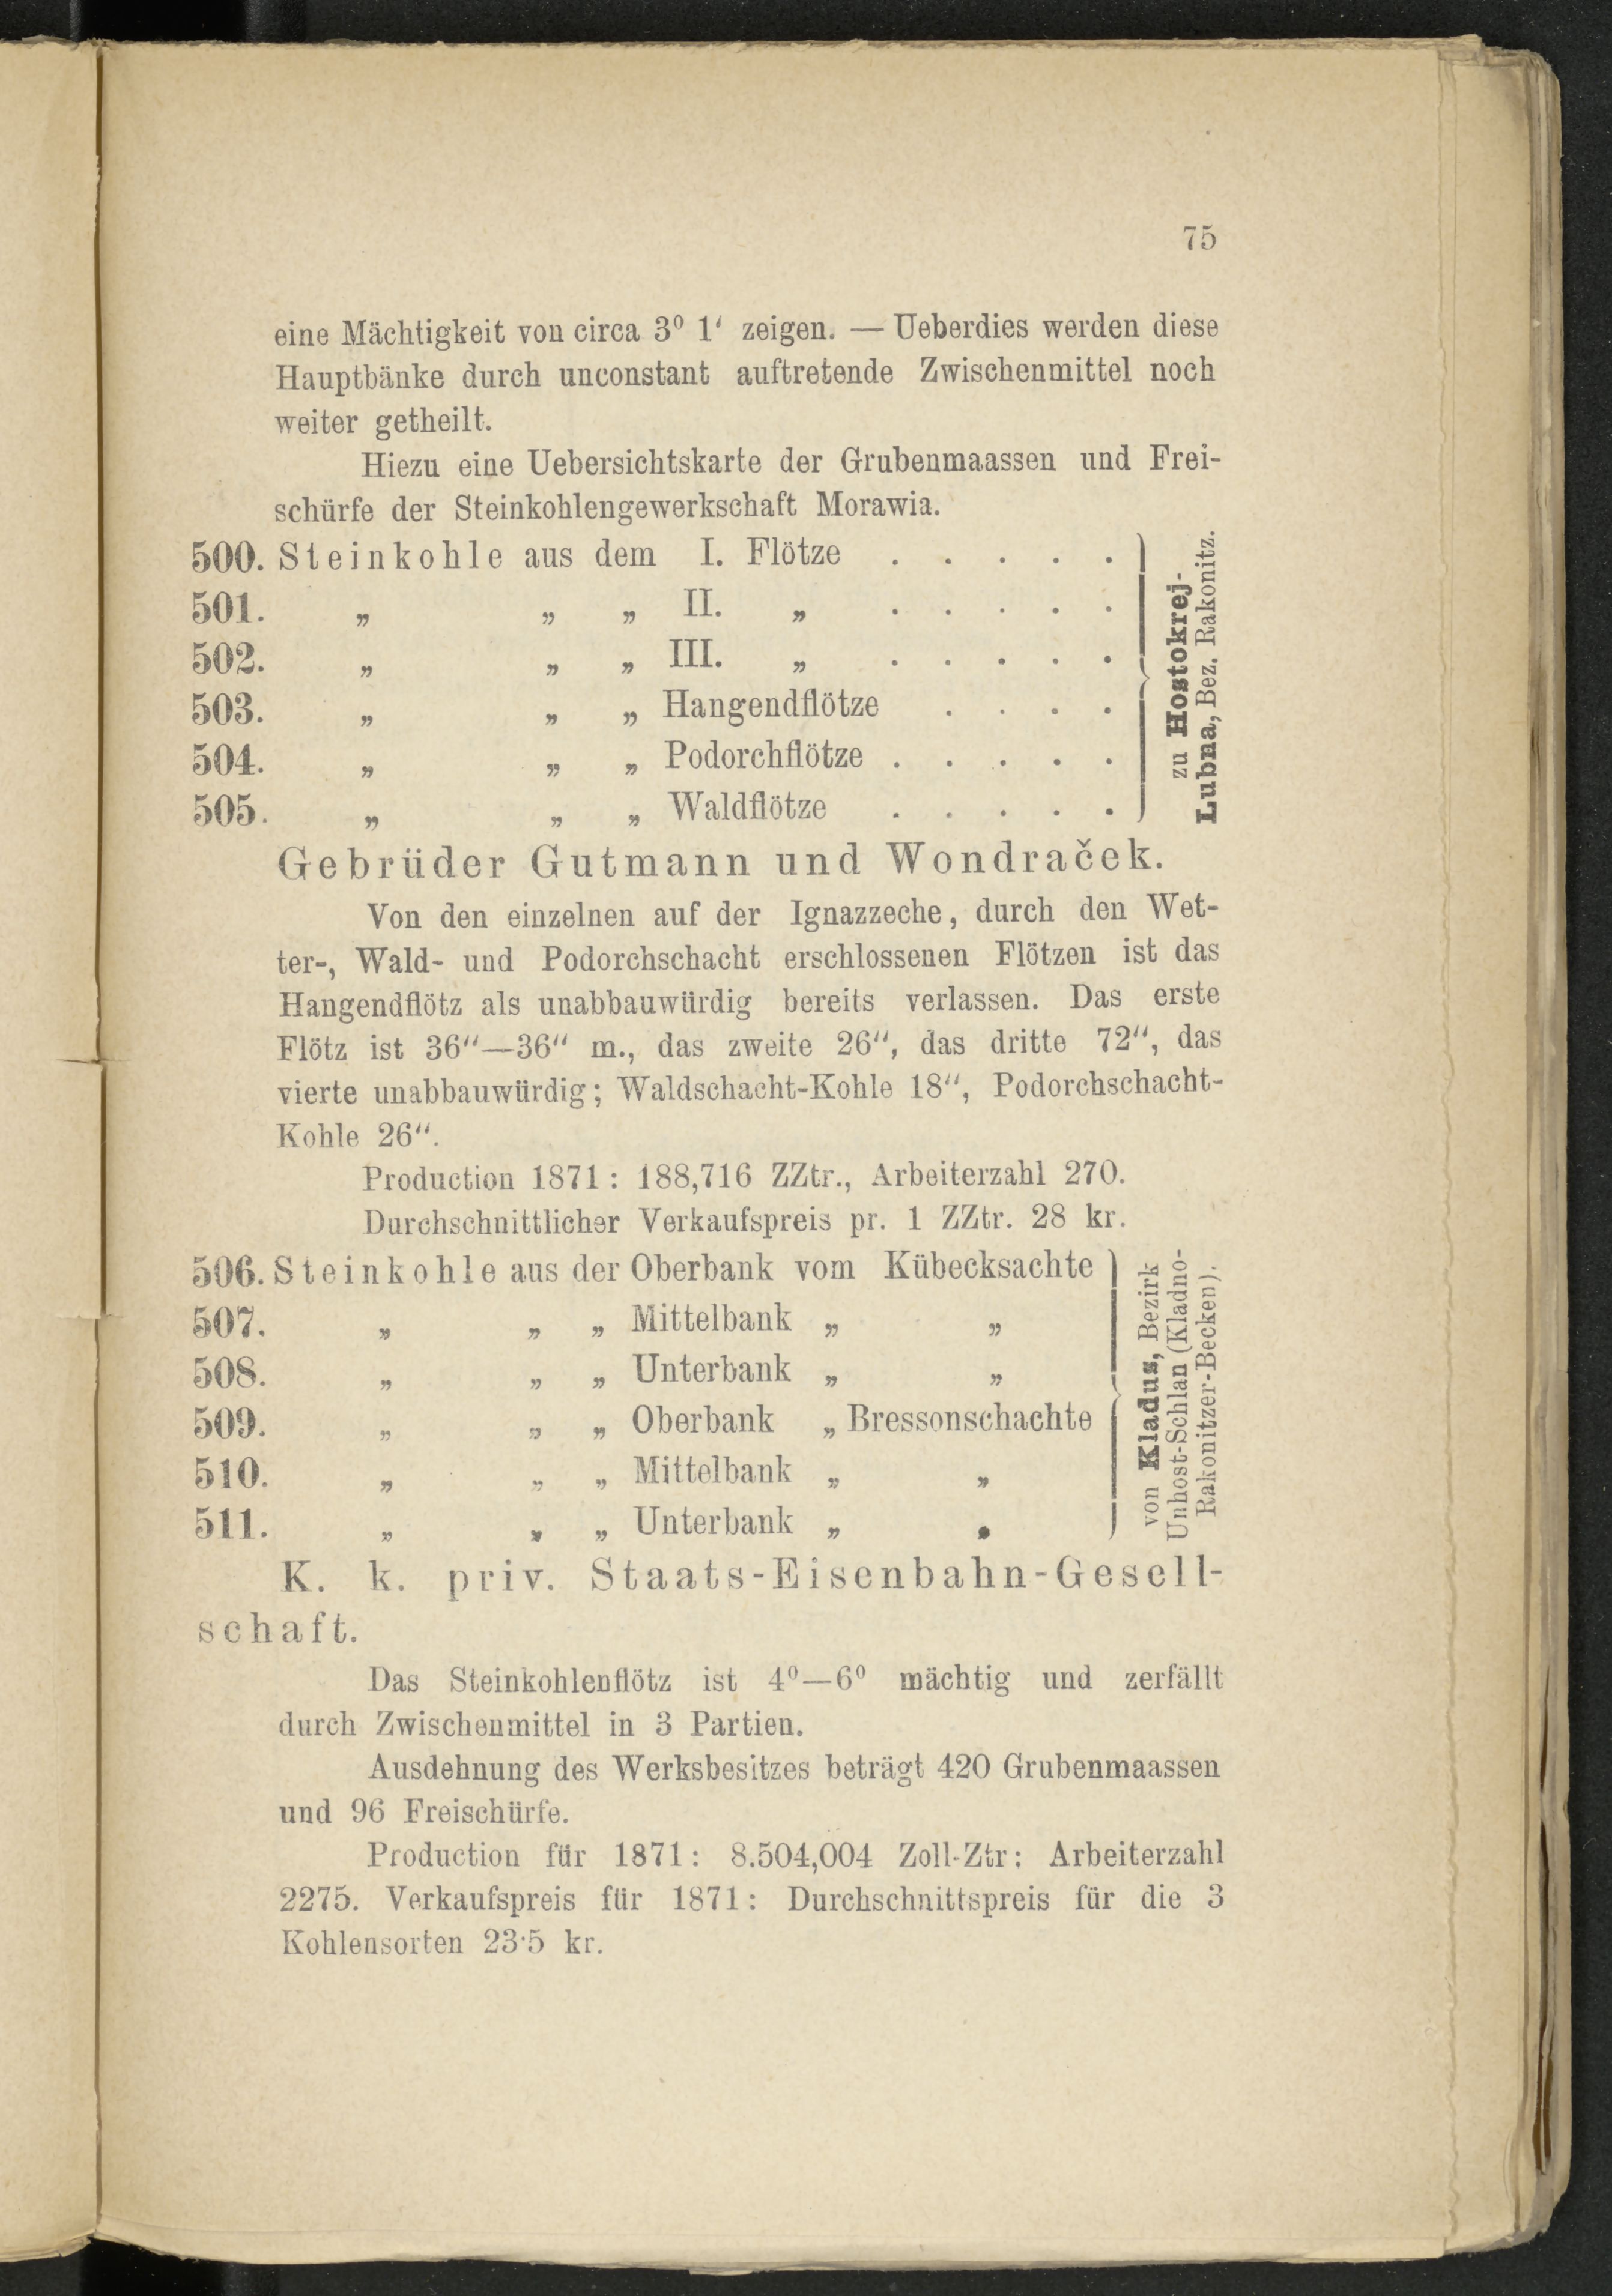 75
eine Mächtigkeit von circa 3⁰ 1‘ zeigen. — Ueberdies werden diese
Hauptbänke durch unconstant auftretende Zwischenmittel noch
weiter getheilt.
Hiezu eine Uebersichtskarte der Grubenmaassen und Frei-
schürfe der Steinkohlengewerkschaft Morawia.
500. Steinkohle aus dem I. Flötze . . . . .
501. „ „ „ II. „ . . . . .
502. „ „ „ III. „ . . . . .
503. „ „ „ Hangendflötze . . . .
504. „ „ „ Podorchflötze . . . . .
505. „ „ „ Waldflötze . . . . .
zu Hostokrej-
Lubna, Bez. Rakonitz.
Gebrüder Gutmann und Wondraček.
Von den einzelnen auf der Ignazzeche, durch den Wet-
ter-, Wald- und Podorchschacht erschlossenen Flötzen ist das
Hangendflötz als unabbauwürdig bereits verlassen. Das erste
Flötz ist 36“—36“ m., das zweite 26“, das dritte 72“, das
vierte unabbauwürdig; Waldschacht-Kohle 18“, Podorchschacht-
Kohle 26“.
Production 1871: 188,716 ZZtr., Arbeiterzahl 270.
Durchschnittlicher Verkaufspreis pr. 1 ZZtr. 28 kr.
506. Steinkohle aus der Oberbank vom Kübecksachte
507. „ „ „ Mittelbank „ „
508. „ „ „ Unterbank „ „
509. „ „ „ Oberbank „ Bressonschachte
510. „ „ „ Mittelbank „ „
511. „ „ „ Unterbank „ „
von Kladus, Bezirk
Unhost-Schlan (Kladno-
Rakonitzer-Becken).
K. k. priv. Staats-Eisenbahn-Gesell-
schaft.
Das Steinkohlenflötz ist 4⁰—6⁰ mächtig und zerfällt
durch Zwischenmittel in 3 Partien.
Ausdehnung des Werksbesitzes beträgt 420 Grubenmaassen
und 96 Freischürfe.
Production für 1871: 8.504,004 Zoll-Ztr: Arbeiterzahl
2275. Verkaufspreis für 1871: Durchschnittspreis für die 3
Kohlensorten 23·5 kr.